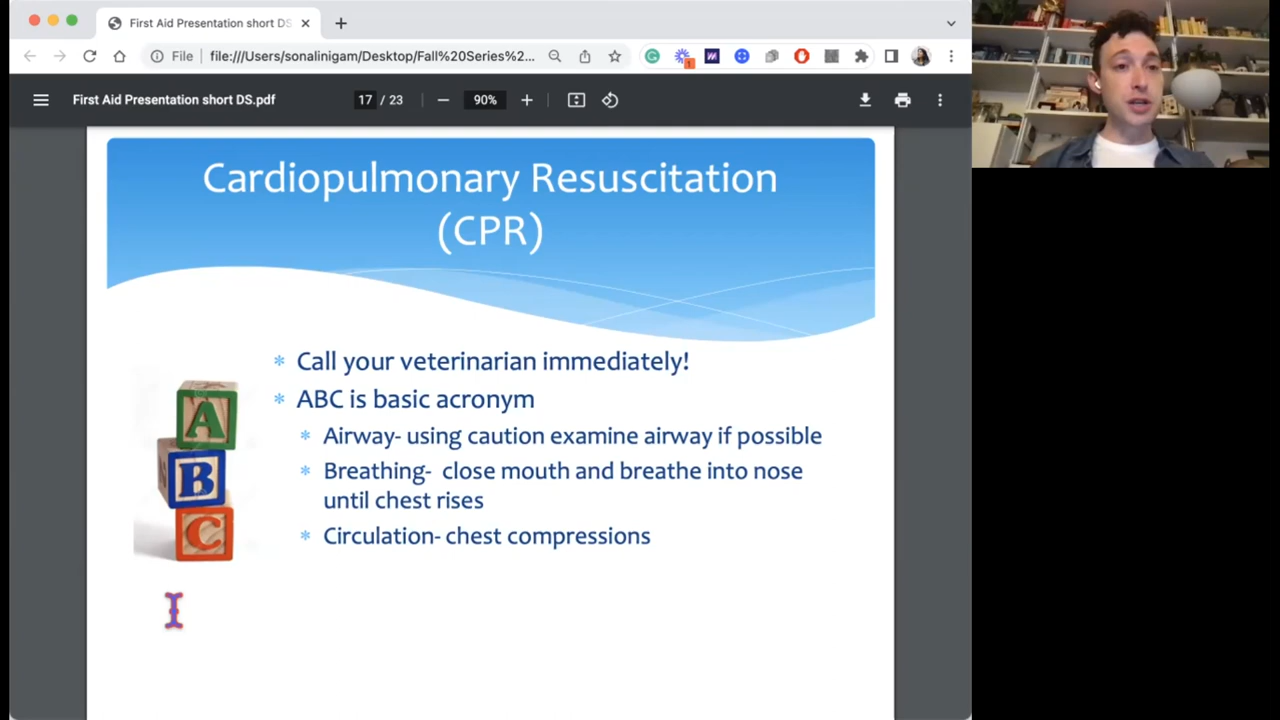 First Aid Presentation short DS
File
file:///Users/sonalinigam/Desktop/Fall%20Series%2...
1
First Aid Presentation short DS.pdf
17 / 23
90%
Cardiopulmonary Resuscitation
(CPR)
Call your veterinarian immediately!
ABC is basic acronym
Airway- using caution examine airway if possible
Breathing- close mouth and breathe into nose
until chest rises
Circulation- chest compressions
A
B
C